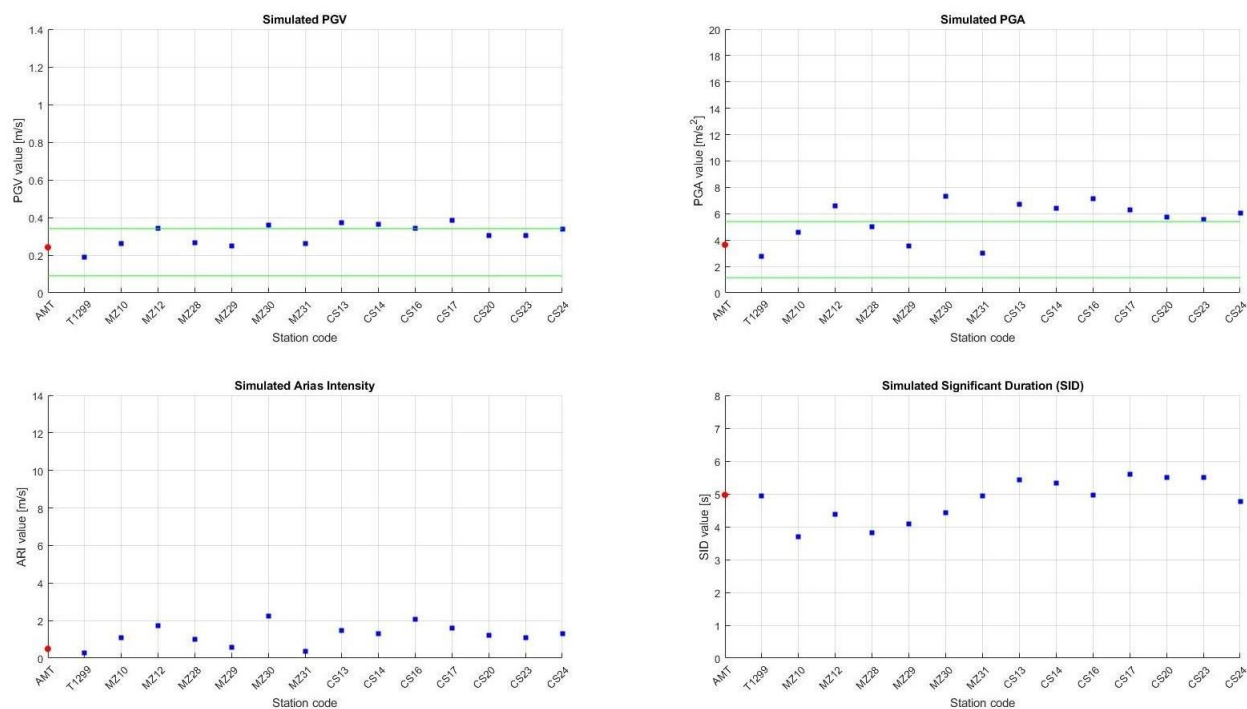 Simulated PGV
1.4
1.2
1
0.8
0.6
0.4
0.2
0
PGV value [m/s]
AMT
T1299
MZ10
MZ12
MZ28
MZ29
MZ30
MZ31
CS13
CS14
CS16
CS17
CS20
CS23
CS24
Station code
Simulated PGA
20
18
16
14
12
10
8
6
4
2
0
PGA value [m/s²]
AMT
T1299
MZ10
MZ12
MZ28
MZ29
MZ30
MZ31
CS13
CS14
CS16
CS17
CS20
CS23
CS24
Station code
Simulated Arias Intensity
14
12
10
8
6
4
2
0
ARI value [m/s]
AMT
T1299
MZ10
MZ12
MZ28
MZ29
MZ30
MZ31
CS13
CS14
CS16
CS17
CS20
CS23
CS24
Station code
Simulated Significant Duration (SID)
8
7
6
5
4
3
2
1
0
SID value [s]
AMT
T1299
MZ10
MZ12
MZ28
MZ29
MZ30
MZ31
CS13
CS14
CS16
CS17
CS20
CS23
CS24
Station code